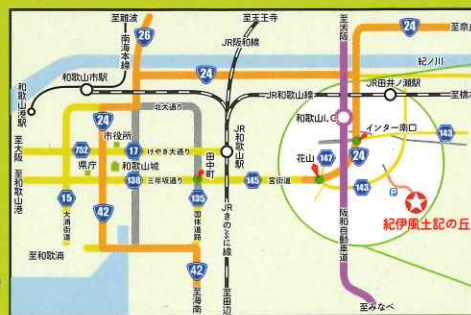 至難波
至天王寺
至大阪
24
至奈
26
南海本線
JR阪和線
紀ノ川
24
和歌山市駅
JR和歌山線
JR田井ノ瀬駅
至橋
和歌山港駅
北大通り
和歌山I.C
インター南口
143
24
市役所
至大阪
752
17
けやき大通り
田中町
JR和歌山駅
花山
147
24
県庁
和歌山城
至和歌山港
138
三年坂通り
145
宮街道
143
P
15
大浦街道
42
135
国体道路
JRきのくに線
阪和自動車道
紀伊風土記の丘
至和歌浦
42
至海南
至田辺
至みなべ